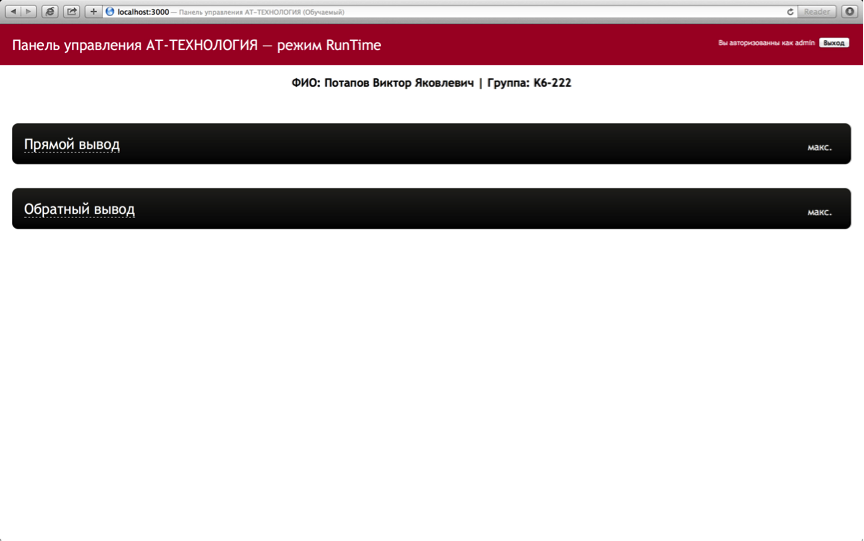 localhost:3000 — Панель управления АТ-ТЕХНОЛОГИЯ (Обучаемый)
Reader
Панель управления АТ-ТЕХНОЛОГИЯ — режим RunTime
Вы авторизованны как admin Выход
ФИО: Потапов Виктор Яковлевич | Группа: К6-222
Прямой вывод
макс.
Обратный вывод
макс.